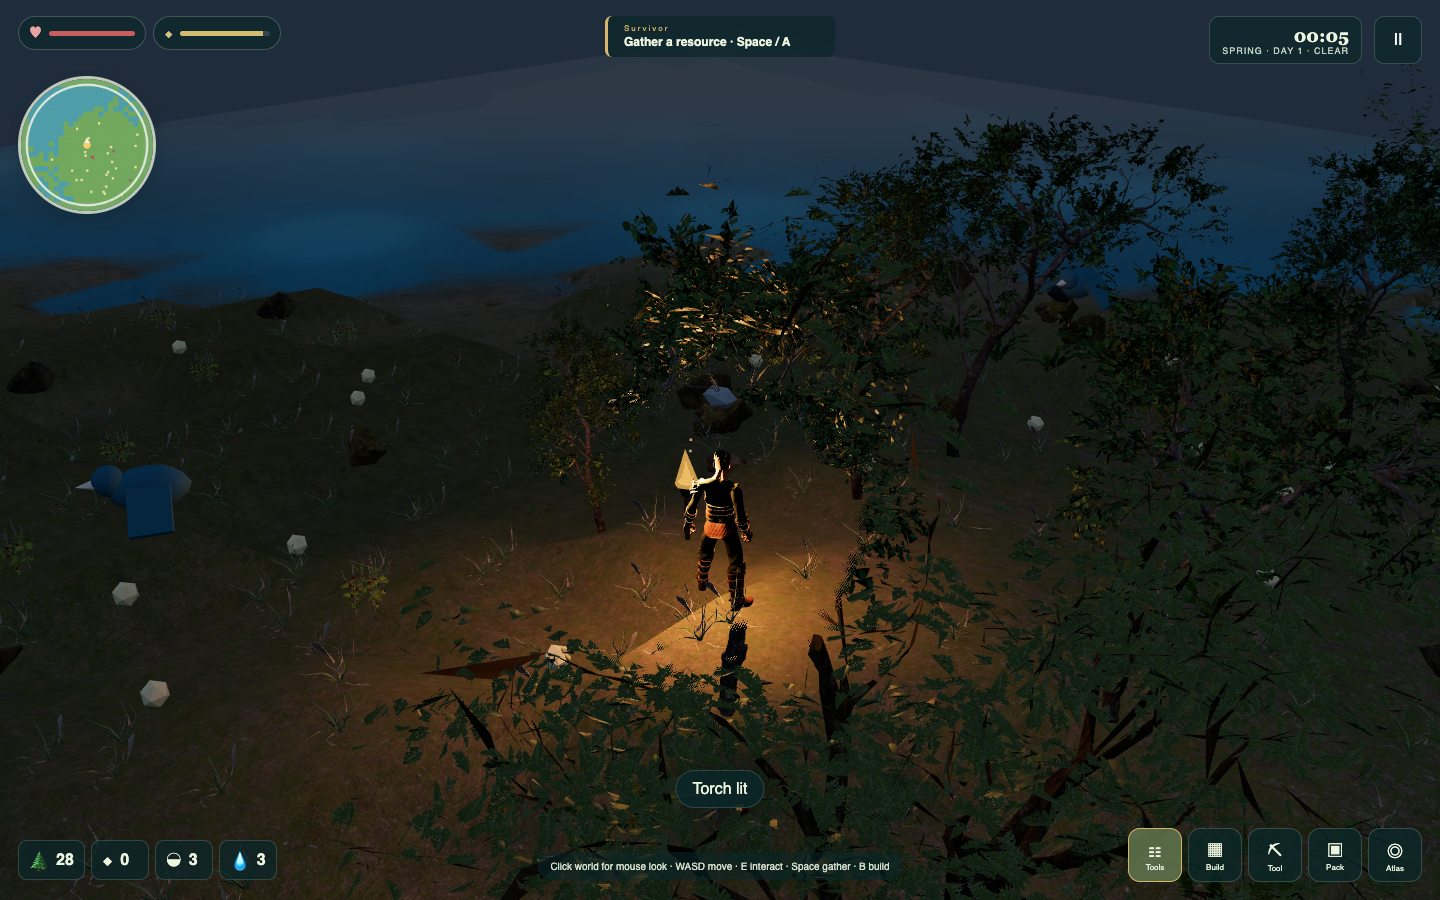 Survivor
Gather a resource · Space / A
00:05
SPRING · DAY 1 · CLEAR
Torch lit
28
0
3
3
Click world for mouse look · WASD move · E interact · Space gather · B build
Tools
Build
Tool
Pack
Atlas